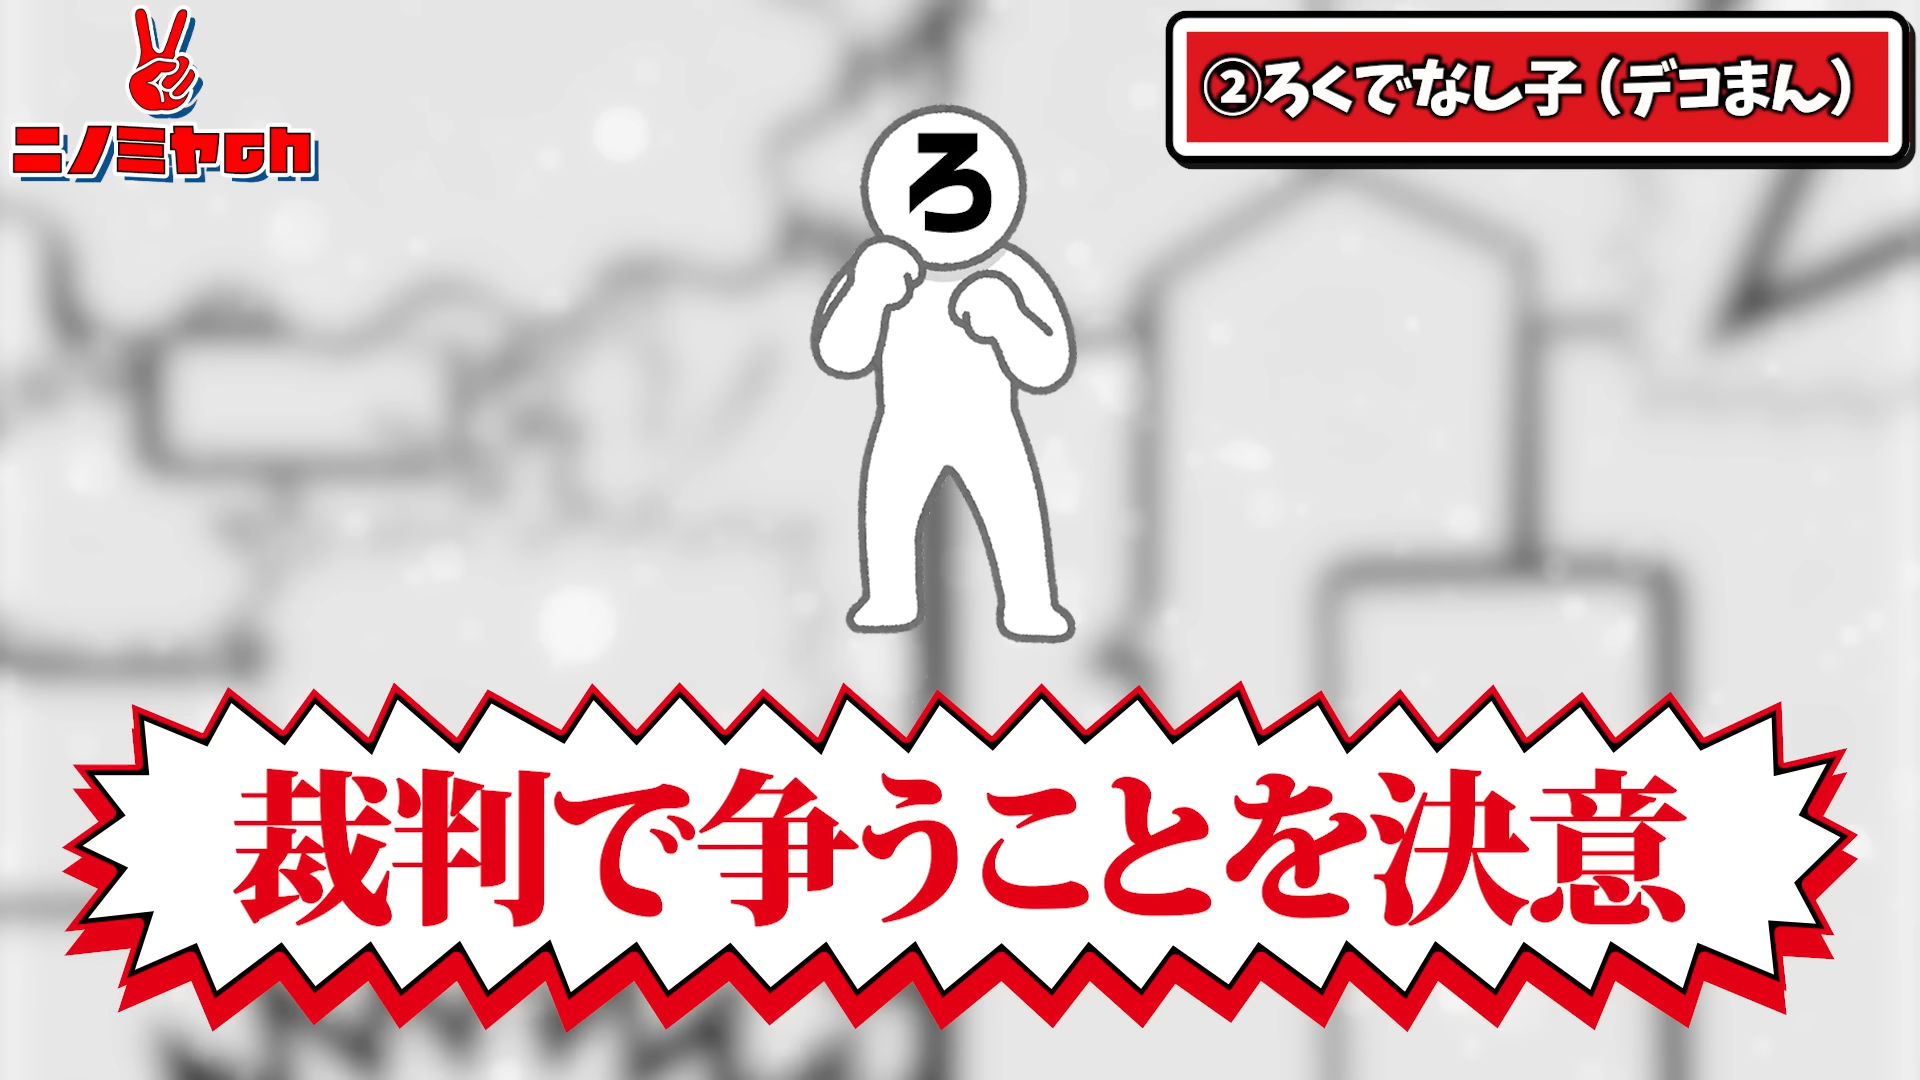 ニノミヤch
②ろくでなし子（デコまん）
ろ
裁判で争うことを決意